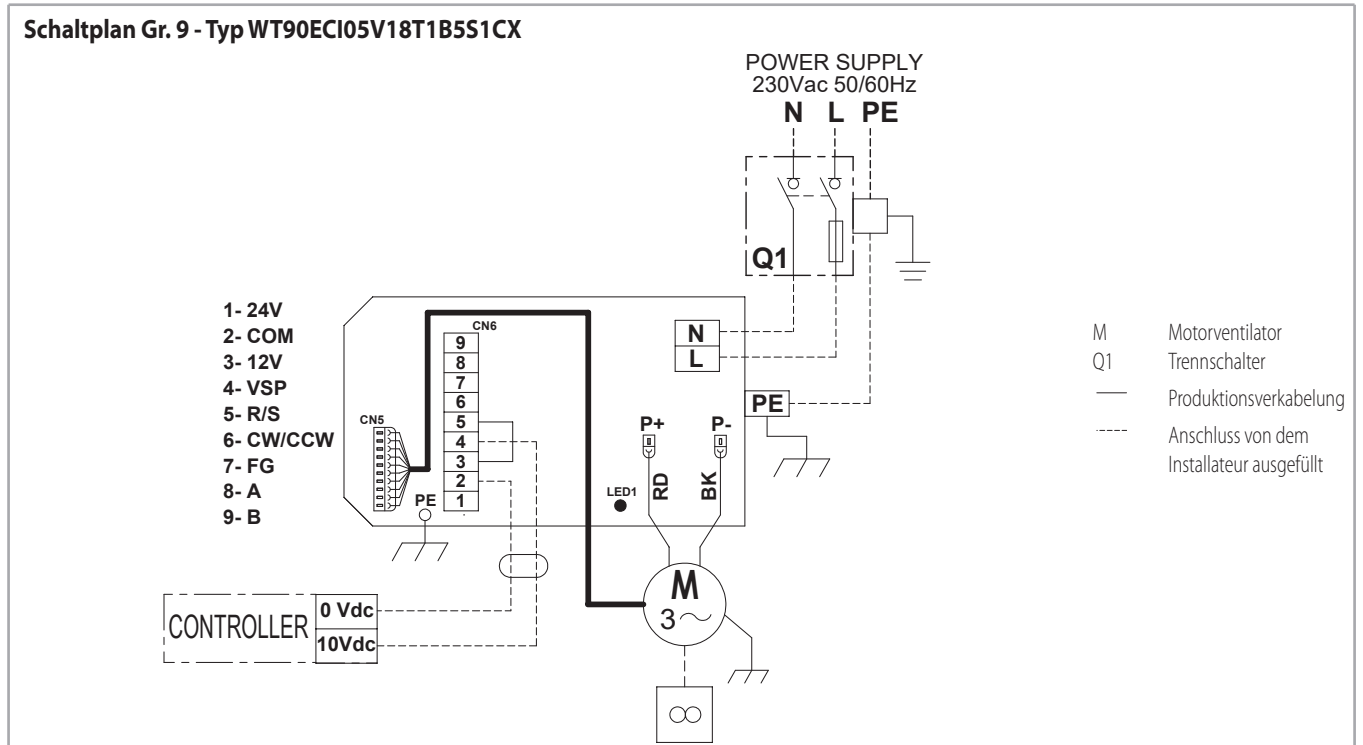 Schaltplan Gr. 9 - Typ WT90ECI05V18T1B5S1CX
POWER SUPPLY
230Vac 50/60Hz
N L PE
Q1
1- 24V
2- COM
3- 12V
4- VSP
5- R/S
6- CW/CCW
7- FG
8- A
9- B
CN6
9
8
7
6
5
4
3
2
1
CN5
PE
N
L
PE
P+ P-
RD BK
LED1
M
3
CONTROLLER
0 Vdc
10Vdc
M Motorventilator
Q1 Trennschalter
Produktionsverkabelung
Anschluss von dem
Installateur ausgefüllt